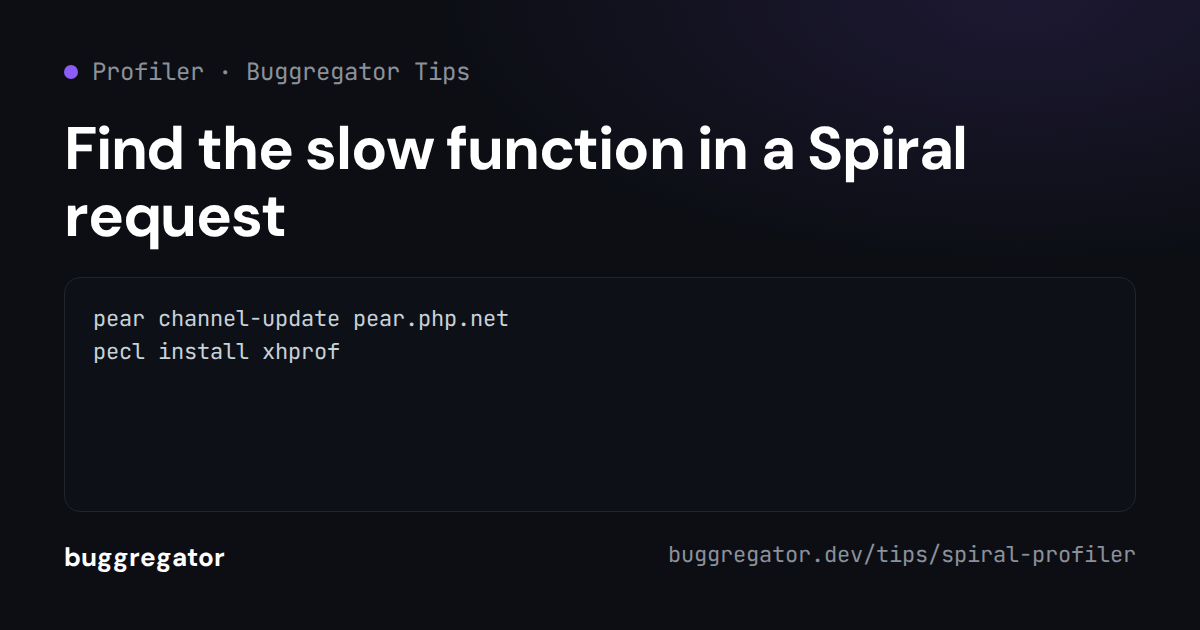 Profiler · Buggregator Tips
Find the slow function in a Spiral
request
pear channel-update pear.php.net
pecl install xhprof
buggregator
buggregator.dev/tips/spiral-profiler